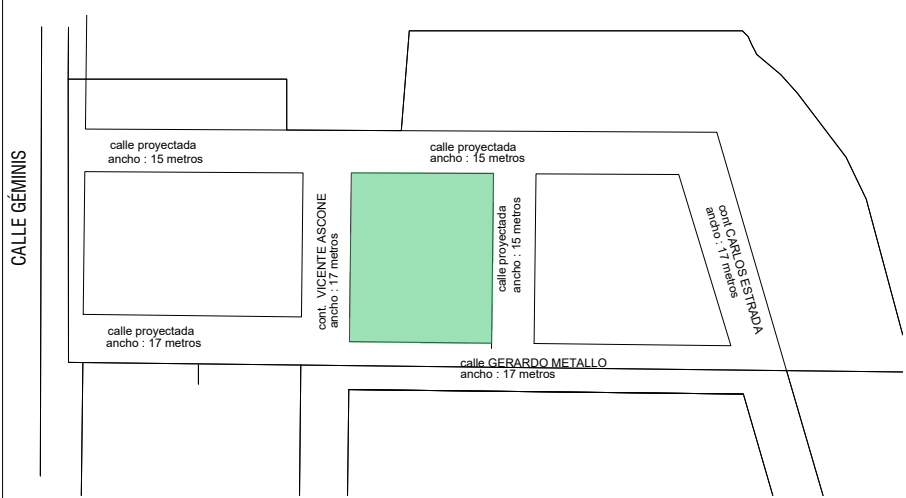 CALLE GÉMINIS
calle proyectada
ancho : 15 metros
calle proyectada
ancho : 15 metros
cont. VICENTE ASCONE
ancho : 17 metros
calle proyectada
ancho : 15 metros
cont CARLOS ESTRADA
ancho : 17 metros
calle proyectada
ancho : 17 metros
calle GERARDO METALLO
ancho : 17 metros